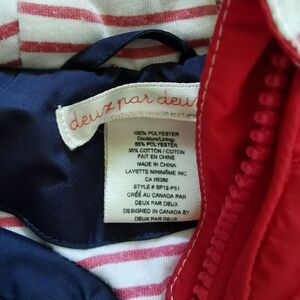 deux par deux
100% POLYESTER
Doublure/Lining:
65% POLYESTER
35% COTTON / COTON
FAIT EN CHINE
MADE IN CHINA
LAYETTE MINIMÔME INC
CA 05086
STYLE # SP12-P51
CRÉÉ AU CANADA PAR
DEUX PAR DEUX
DESIGNED IN CANADA BY
DEUX PAR DEUX